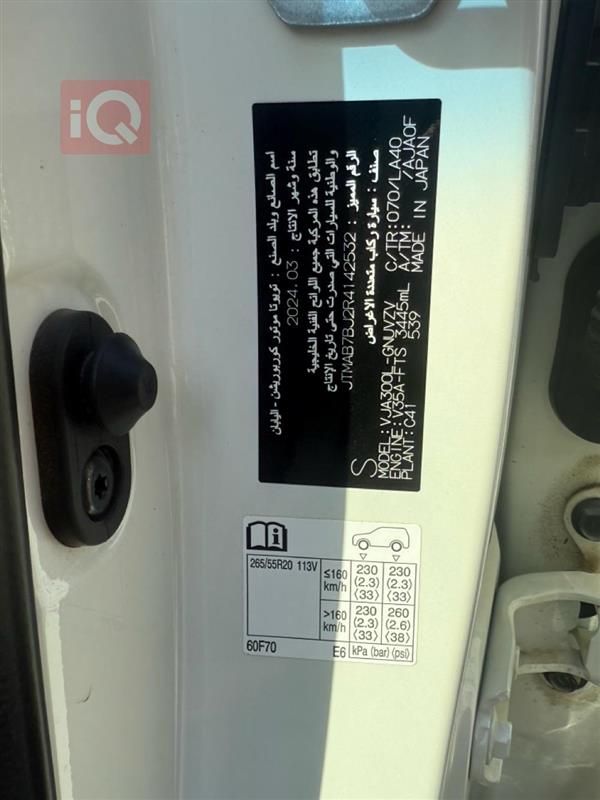 iQ
اسم الصانع وبلد الصنع : تويوتا موتور كوربوريشن - اليابان
سنة وشهر الانتاج : 2024.03
تطابق هذه المركبة جميع اللوائح الفنية الخليجية
والوطنية للسيارات التي صدرت حتى تاريخ الإنتاج
الرقم المميز : JTMAB7BJ2R4142532
صنف : سيارة ركاب متعددة الاغراض
S
MODEL:VJA300L-GNUVZV C/TR:070/LA40
ENGINE:V35A-FTS 3445mL A/TM: /AJA0F
PLANT:C41 539 MADE IN JAPAN
265/55R20 113V
≤160 km/h 230 (2.3) ⟨33⟩ 230 (2.3) ⟨33⟩
>160 km/h 230 (2.3) ⟨33⟩ 260 (2.6) ⟨38⟩
60F70 E6 kPa (bar) ⟨psi⟩